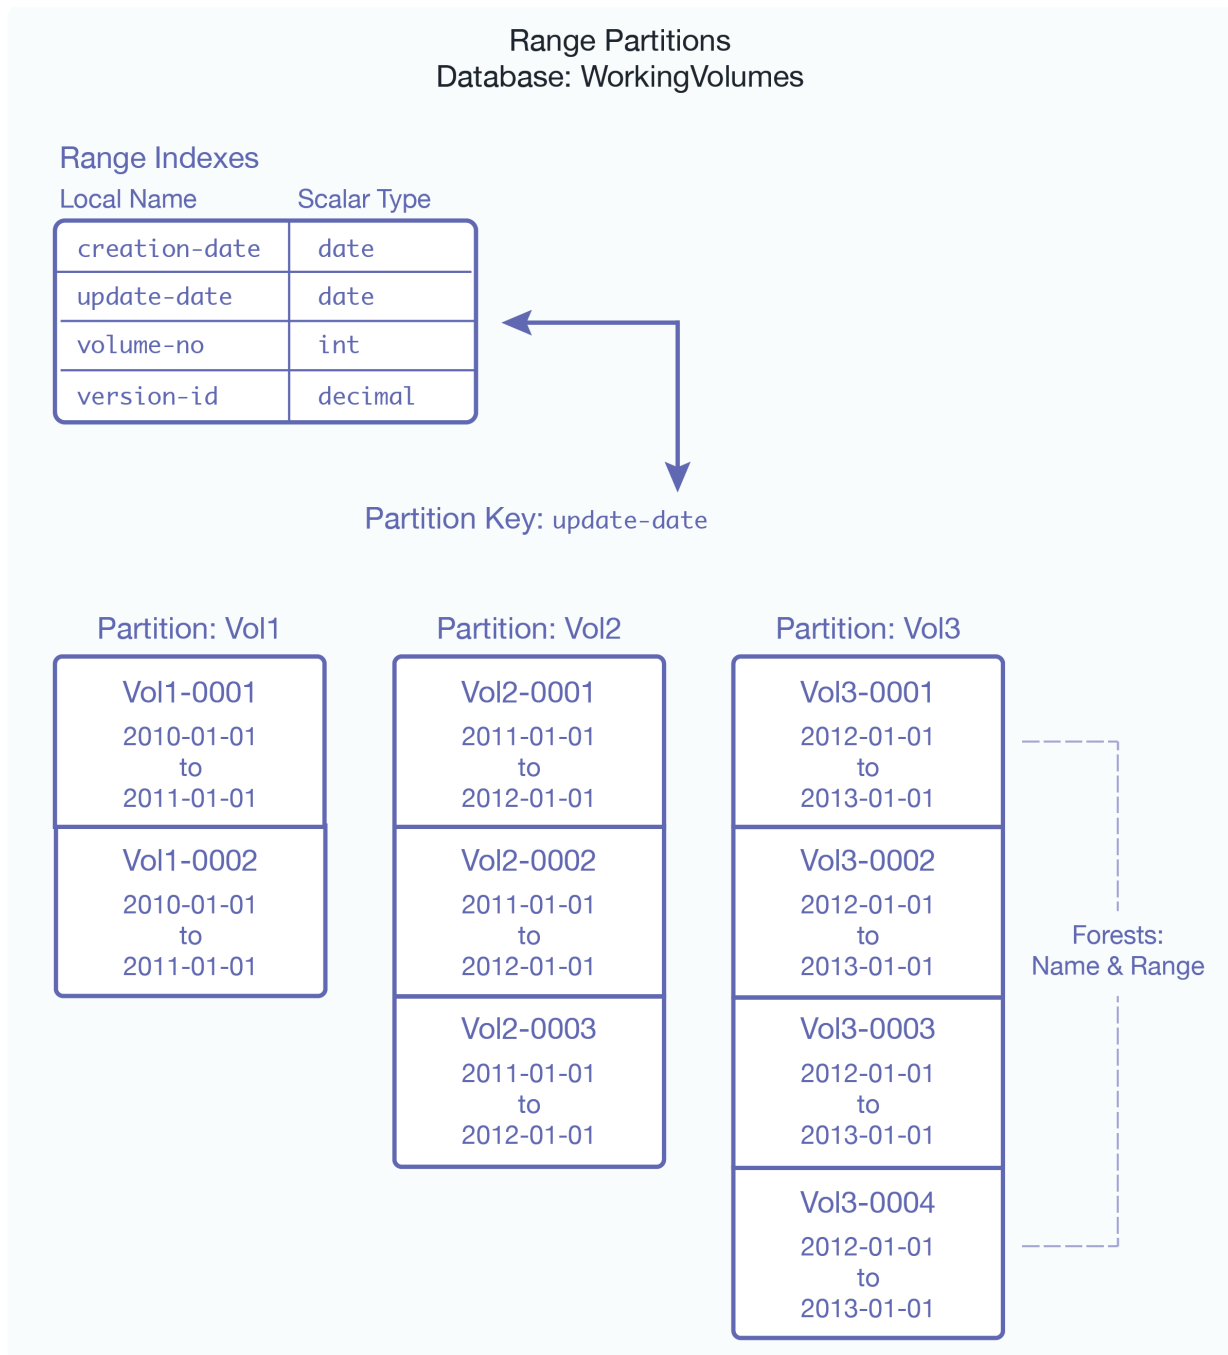 Range Partitions
Database: WorkingVolumes
Range Indexes
Local Name Scalar Type
creation-date date
update-date date
volume-no int
version-id decimal
Partition Key: update-date
Partition: Vol1
Vol1-0001
2010-01-01
to
2011-01-01
Vol1-0002
2010-01-01
to
2011-01-01
Partition: Vol2
Vol2-0001
2011-01-01
to
2012-01-01
Vol2-0002
2011-01-01
to
2012-01-01
Vol2-0003
2011-01-01
to
2012-01-01
Partition: Vol3
Vol3-0001
2012-01-01
to
2013-01-01
Vol3-0002
2012-01-01
to
2013-01-01
Vol3-0003
2012-01-01
to
2013-01-01
Vol3-0004
2012-01-01
to
2013-01-01
Forests:
Name & Range